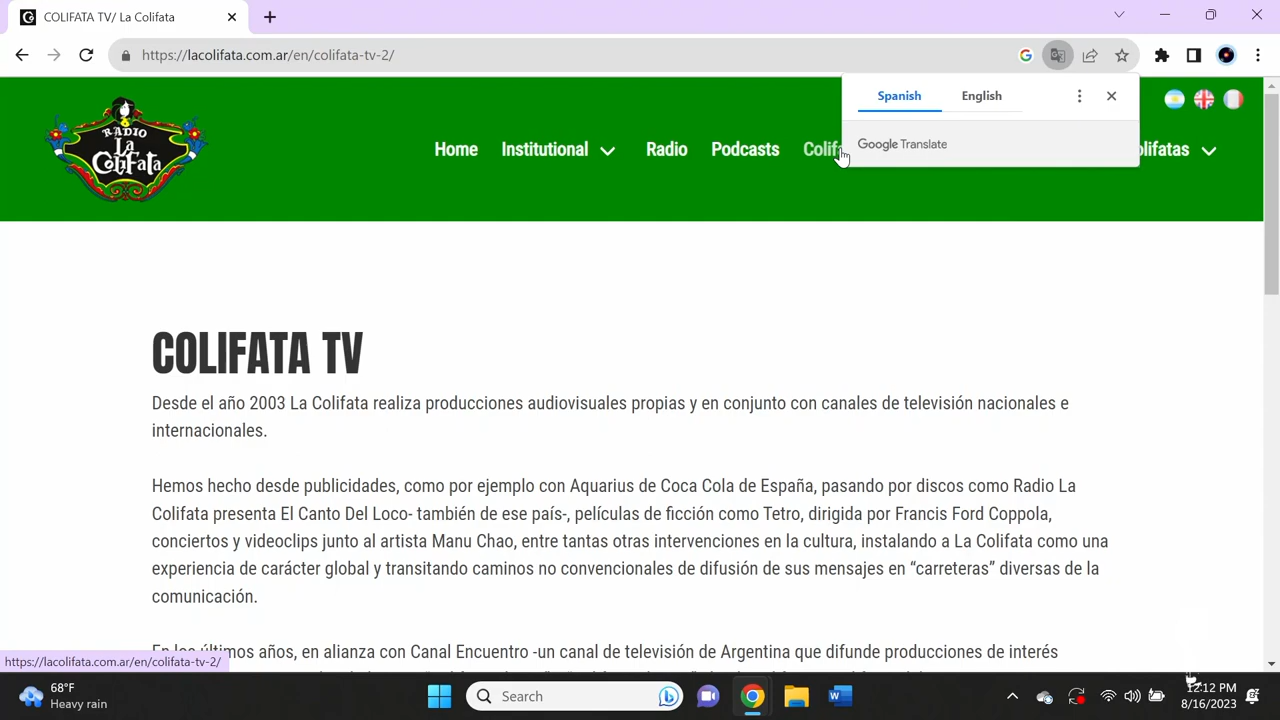 COLIFATA TV/ La Colifata
https://lacolifata.com.ar/en/colifata-tv-2/
Spanish English
Google Translate
RADIO
La
Colifata
Home Institutional Radio Podcasts
COLIFATA TV
Desde el año 2003 La Colifata realiza producciones audiovisuales propias y en conjunto con canales de televisión nacionales e
internacionales.
Hemos hecho desde publicidades, como por ejemplo con Aquarius de Coca Cola de España, pasando por discos como Radio La
Colifata presenta El Canto Del Loco- también de ese país-, películas de ficción como Tetro, dirigida por Francis Ford Coppola,
conciertos y videoclips junto al artista Manu Chao, entre tantas otras intervenciones en la cultura, instalando a La Colifata como una
experiencia de carácter global y transitando caminos no convencionales de difusión de sus mensajes en “carreteras” diversas de la
comunicación.
En los últimos años, en alianza con Canal Encuentro -un canal de televisión de Argentina que difunde producciones de interés
https://lacolifata.com.ar/en/colifata-tv-2/
68°F
Heavy rain
Search
12:12 PM
8/16/2023